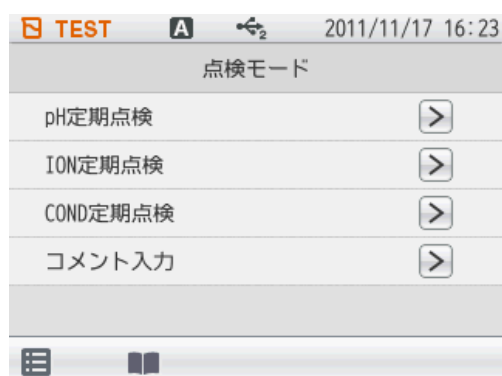 TEST A 2 2011/11/17 16:23
点検モード
pH定期点検
ION定期点検
COND定期点検
コメント入力